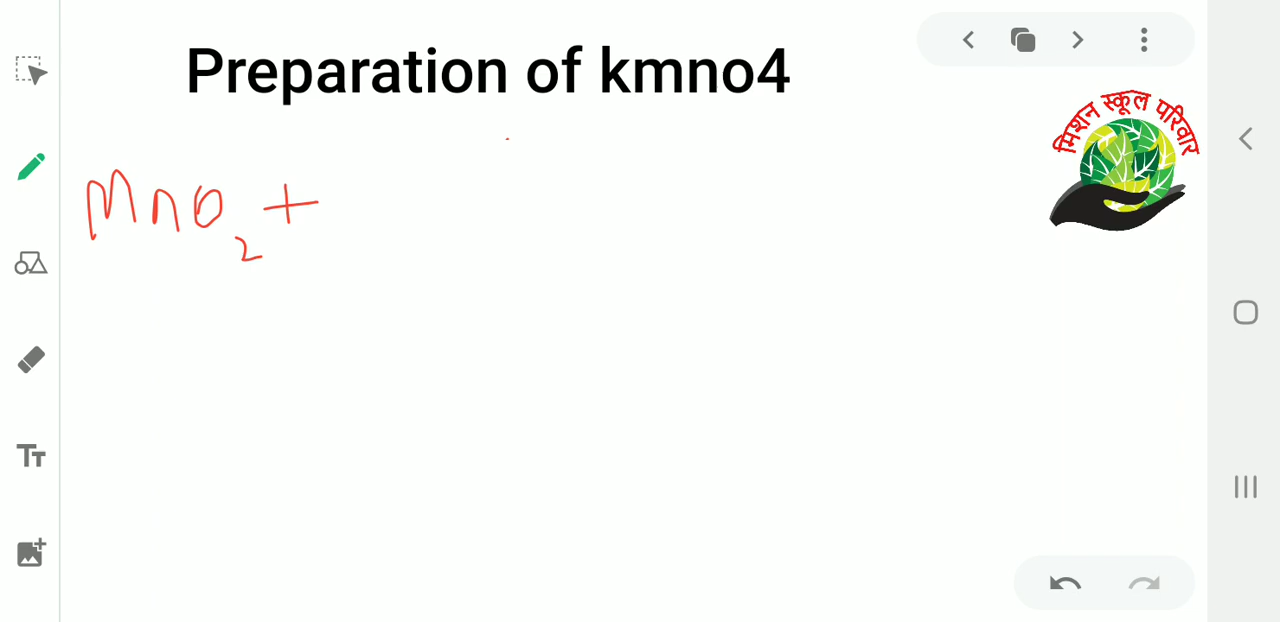 Preparation of kmno4
मिशन स्कूल परिवार
MnO2 +